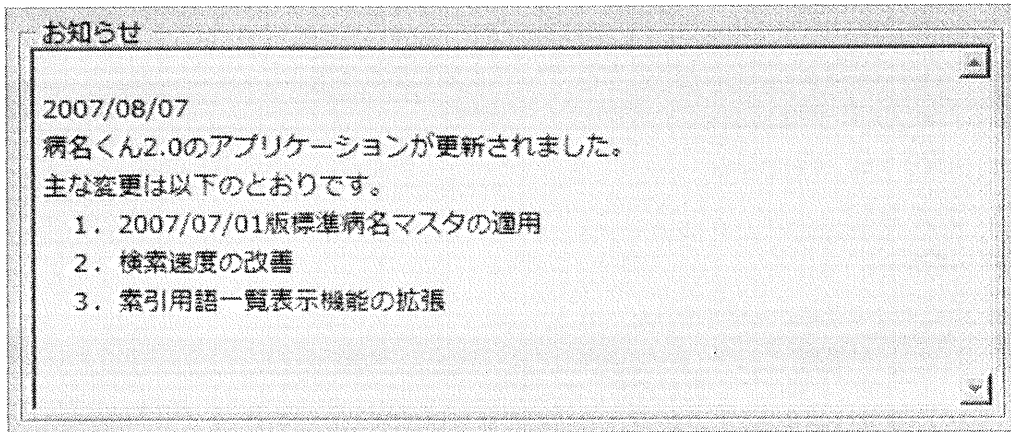 お知らせ
2007/08/07
病名くん2.0のアプリケーションが更新されました。
主な変更は以下のとおりです。
1. 2007/07/01版標準病名マスタの適用
2. 検索速度の改善
3. 索引用語一覧表示機能の拡張